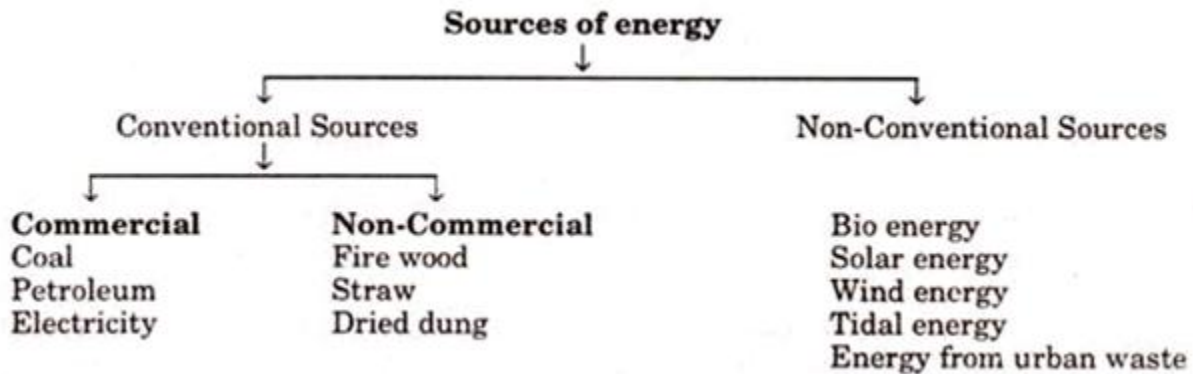 Sources of energy
Conventional Sources
Non-Conventional Sources
Commercial
Coal
Petroleum
Electricity
Non-Commercial
Fire wood
Straw
Dried dung
Bio energy
Solar energy
Wind energy
Tidal energy
Energy from urban waste